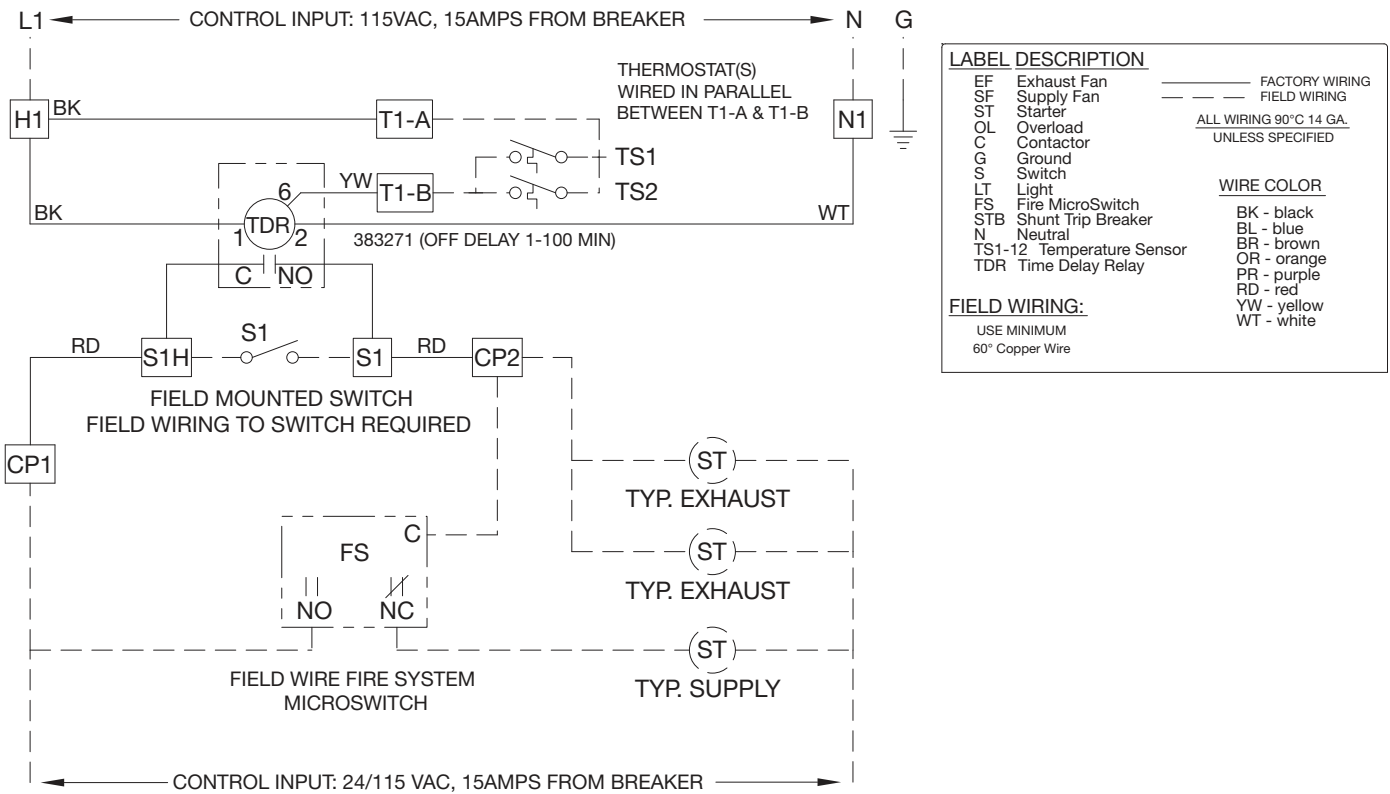 L1 CONTROL INPUT: 115VAC, 15AMPS FROM BREAKER N G
THERMOSTAT(S)
WIRED IN PARALLEL
BETWEEN T1-A & T1-B
H1 BK T1-A N1
TS1
6 YW T1-B TS2
BK TDR WT
1 2 383271 (OFF DELAY 1-100 MIN)
C NO
S1
RD S1H S1 RD CP2
FIELD MOUNTED SWITCH
FIELD WIRING TO SWITCH REQUIRED
CP1
ST
TYP. EXHAUST
C
FS
ST
TYP. EXHAUST
NO NC
ST
TYP. SUPPLY
FIELD WIRE FIRE SYSTEM
MICROSWITCH
CONTROL INPUT: 24/115 VAC, 15AMPS FROM BREAKER
LABEL DESCRIPTION
EF Exhaust Fan
SF Supply Fan
ST Starter
OL Overload
C Contactor
G Ground
S Switch
LT Light
FS Fire MicroSwitch
STB Shunt Trip Breaker
N Neutral
TS1-12 Temperature Sensor
TDR Time Delay Relay
FACTORY WIRING
FIELD WIRING
ALL WIRING 90°C 14 GA.
UNLESS SPECIFIED
WIRE COLOR
BK - black
BL - blue
BR - brown
OR - orange
PR - purple
RD - red
YW - yellow
WT - white
FIELD WIRING:
USE MINIMUM
60° Copper Wire